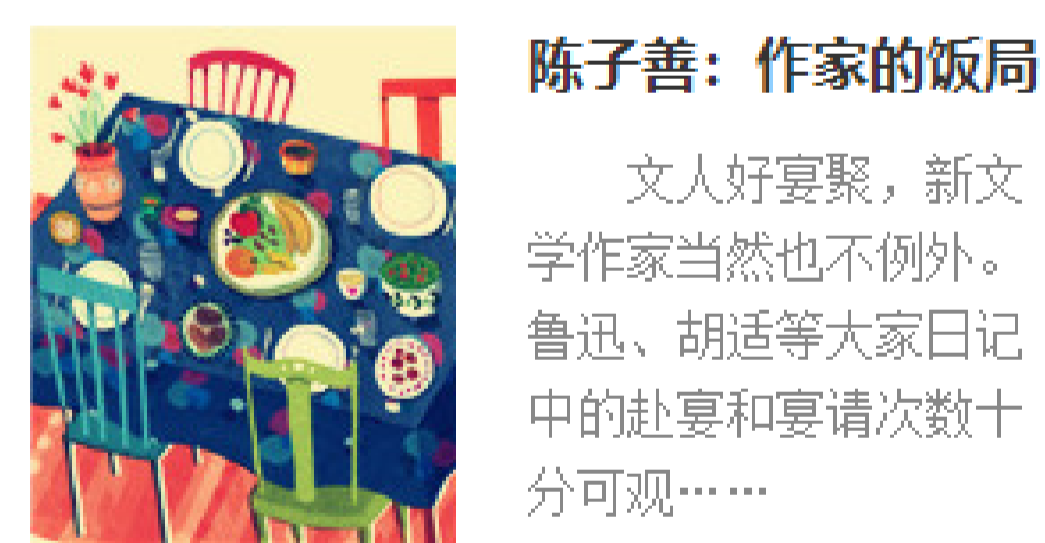 陈子善：作家的饭局
文人好宴聚，新文
学作家当然也不例外。
鲁迅、胡适等大家日记
中的赴宴和宴请次数十
分可观……